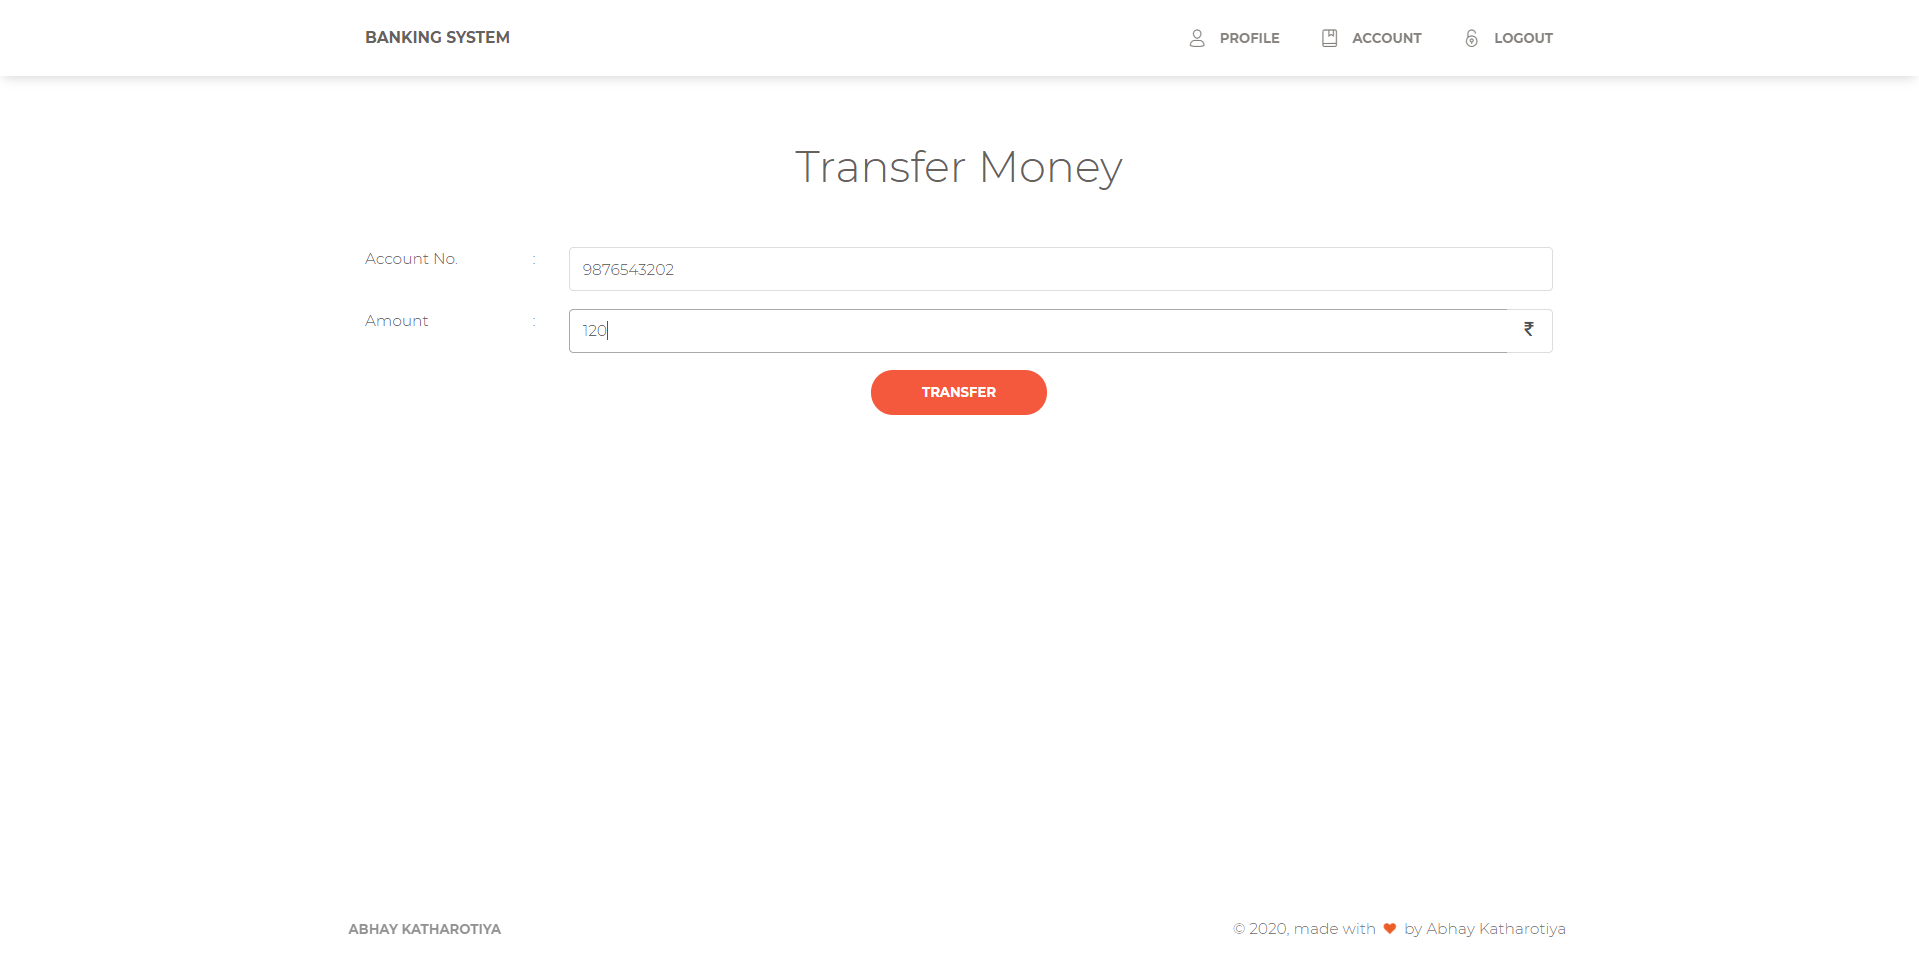 BANKING SYSTEM
PROFILE
ACCOUNT
LOGOUT
Transfer Money
Account No. : 9876543202
Amount : 120 ₹
TRANSFER
ABHAY KATHAROTIYA
© 2020, made with ♥ by Abhay Katharotiya